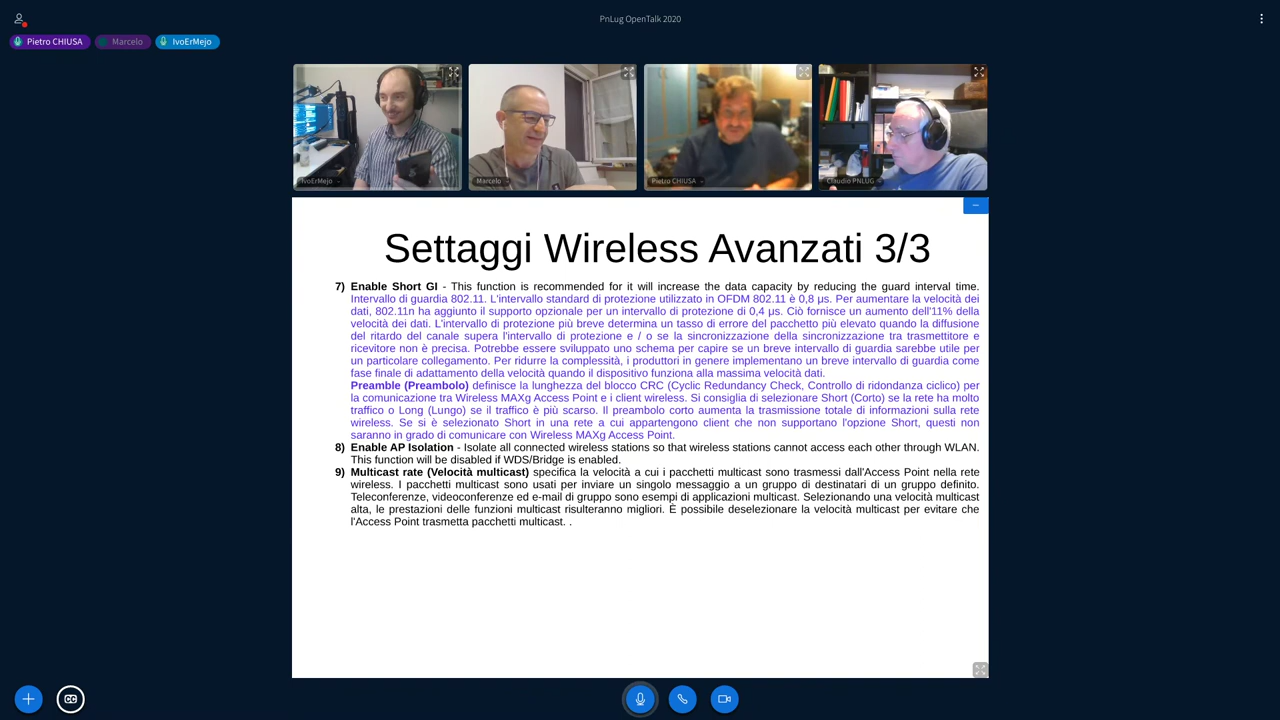 PnLug OpenTalk 2020
Pietro CHIUSA
Marcelo
IvoErMejo
IvoErMejo
Marcelo
Pietro CHIUSA
Claudio PNLUG
Settaggi Wireless Avanzati 3/3
7) Enable Short GI - This function is recommended for it will increase the data capacity by reducing the guard interval time.
Intervallo di guardia 802.11. L'intervallo standard di protezione utilizzato in OFDM 802.11 è 0,8 μs. Per aumentare la velocità dei
dati, 802.11n ha aggiunto il supporto opzionale per un intervallo di protezione di 0,4 μs. Ciò fornisce un aumento dell'11% della
velocità dei dati. L'intervallo di protezione più breve determina un tasso di errore del pacchetto più elevato quando la diffusione
del ritardo del canale supera l'intervallo di protezione e / o se la sincronizzazione della sincronizzazione tra trasmettitore e
ricevitore non è precisa. Potrebbe essere sviluppato uno schema per capire se un breve intervallo di guardia sarebbe utile per
un particolare collegamento. Per ridurre la complessità, i produttori in genere implementano un breve intervallo di guardia come
fase finale di adattamento della velocità quando il dispositivo funziona alla massima velocità dati.
Preamble (Preambolo) definisce la lunghezza del blocco CRC (Cyclic Redundancy Check, Controllo di ridondanza ciclico) per
la comunicazione tra Wireless MAXg Access Point e i client wireless. Si consiglia di selezionare Short (Corto) se la rete ha molto
traffico o Long (Lungo) se il traffico è più scarso. Il preambolo corto aumenta la trasmissione totale di informazioni sulla rete
wireless. Se si è selezionato Short in una rete a cui appartengono client che non supportano l'opzione Short, questi non
saranno in grado di comunicare con Wireless MAXg Access Point.
8) Enable AP Isolation - Isolate all connected wireless stations so that wireless stations cannot access each other through WLAN.
This function will be disabled if WDS/Bridge is enabled.
9) Multicast rate (Velocità multicast) specifica la velocità a cui i pacchetti multicast sono trasmessi dall'Access Point nella rete
wireless. I pacchetti multicast sono usati per inviare un singolo messaggio a un gruppo di destinatari di un gruppo definito.
Teleconferenze, videoconferenze ed e-mail di gruppo sono esempi di applicazioni multicast. Selezionando una velocità multicast
alta, le prestazioni delle funzioni multicast risulteranno migliori. È possibile deselezionare la velocità multicast per evitare che
l'Access Point trasmetta pacchetti multicast. .
CC